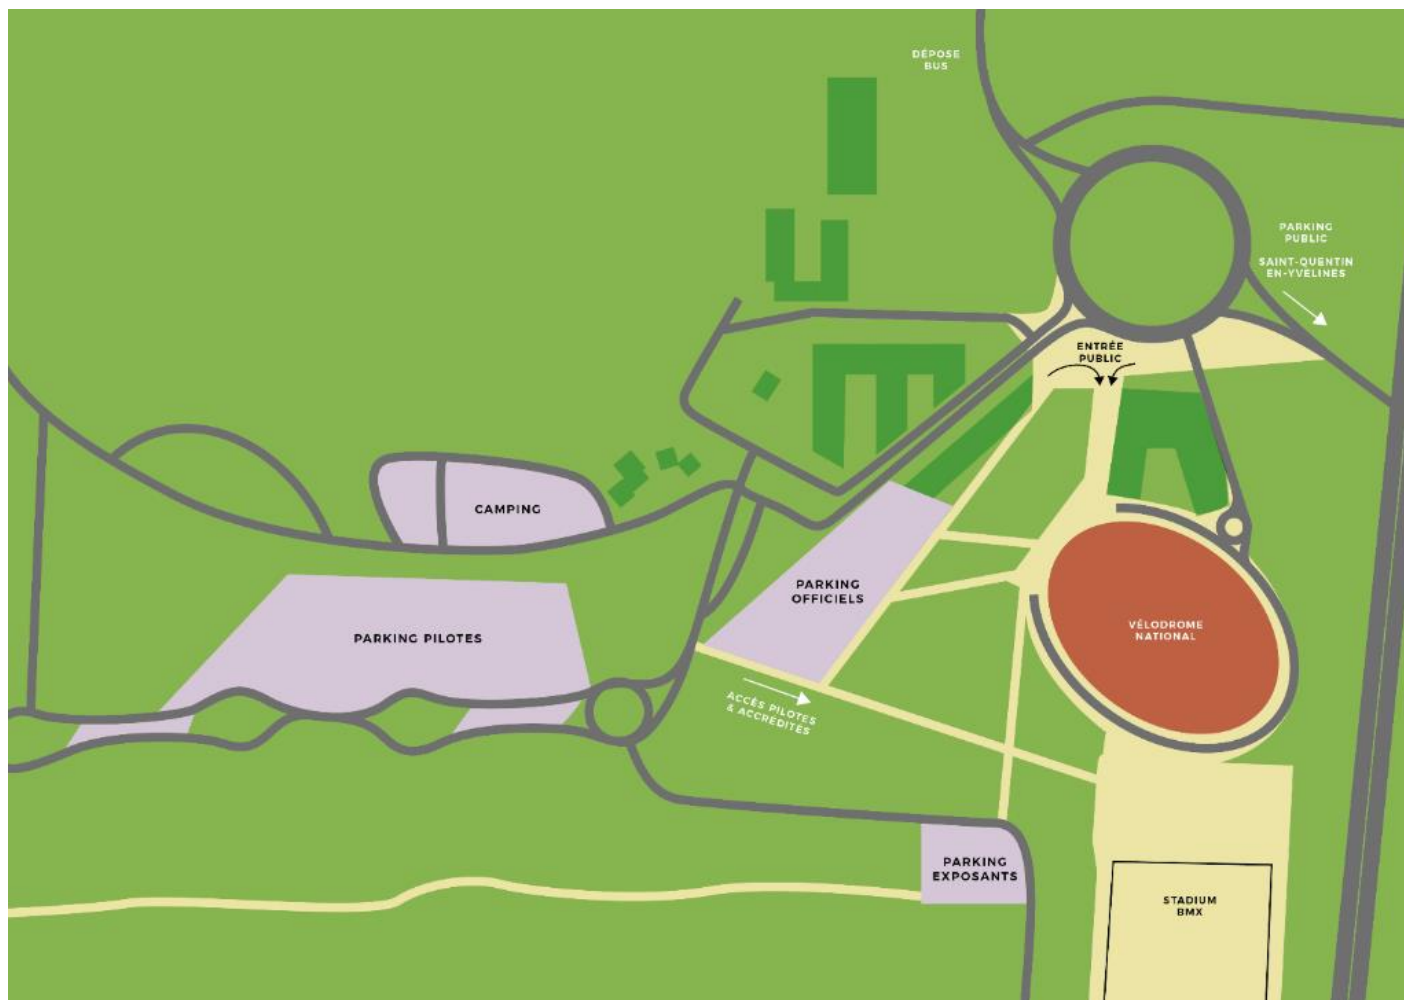 DÉPOSE
BUS
PARKING
PUBLIC
SAINT-QUENTIN
EN-YVELINES
ENTRÉE
PUBLIC
CAMPING
PARKING
OFFICIELS
PARKING PILOTES
VÉLODROME
NATIONAL
ACCÈS PILOTES
& ACCRÉDITÉS
PARKING
EXPOSANTS
STADIUM
BMX